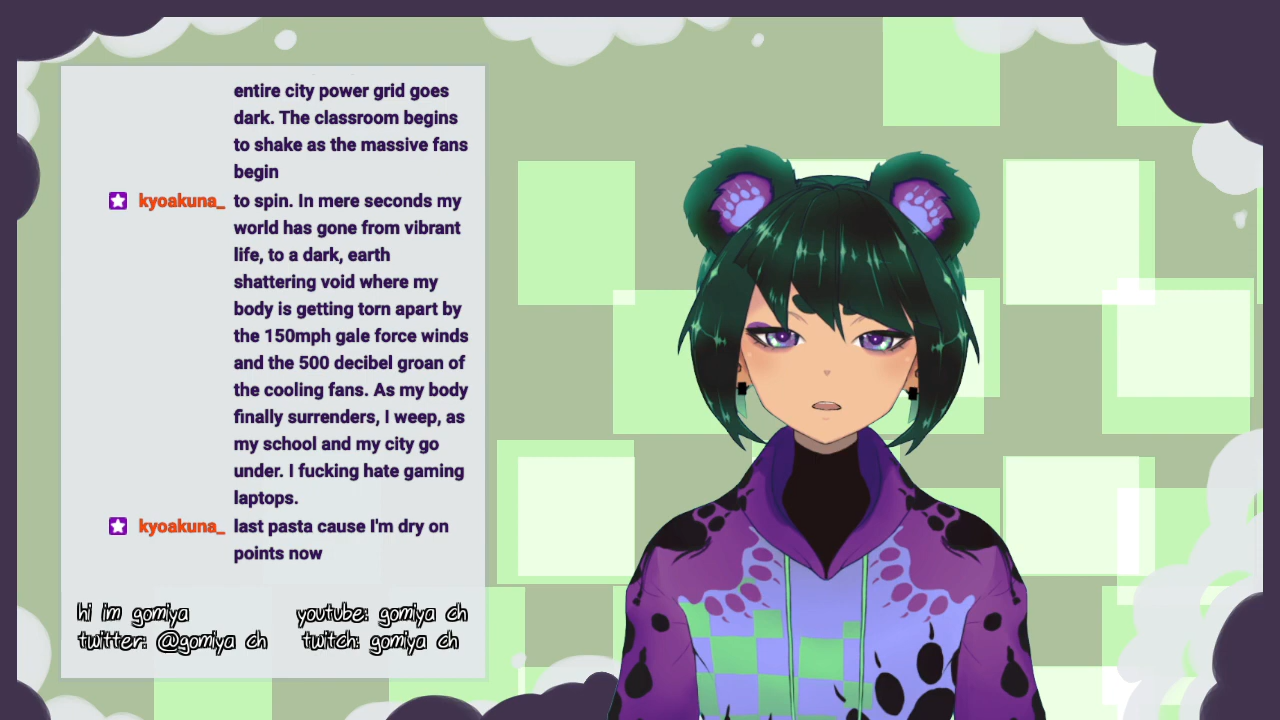 entire city power grid goes
dark. The classroom begins
to shake as the massive fans
begin
kyoakuna_ to spin. In mere seconds my
world has gone from vibrant
life, to a dark, earth
shattering void where my
body is getting torn apart by
the 150mph gale force winds
and the 500 decibel groan of
the cooling fans. As my body
finally surrenders, I weep, as
my school and my city go
under. I fucking hate gaming
laptops.
kyoakuna_ last pasta cause I'm dry on
points now
hi im gomiya youtube: gomiya ch
twitter: @gomiya ch twitch: gomiya ch